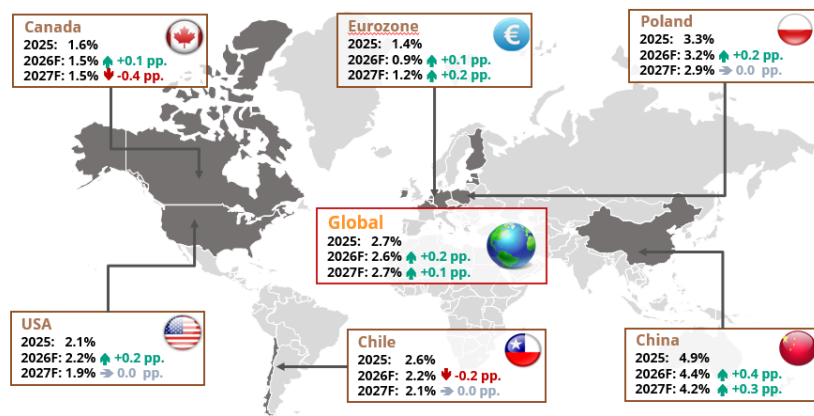 Canada
2025: 1.6%
2026F: 1.5% +0.1 pp.
2027F: 1.5% -0.4 pp.
Eurozone
€
2025: 1.4%
2026F: 0.9% +0.1 pp.
2027F: 1.2% +0.2 pp.
Poland
2025: 3.3%
2026F: 3.2% +0.2 pp.
2027F: 2.9% 0.0 pp.
Global
2025: 2.7%
2026F: 2.6% +0.2 pp.
2027F: 2.7% +0.1 pp.
USA
2025: 2.1%
2026F: 2.2% +0.2 pp.
2027F: 1.9% 0.0 pp.
Chile
2025: 2.6%
2026F: 2.2% -0.2 pp.
2027F: 2.1% 0.0 pp.
China
2025: 4.9%
2026F: 4.4% +0.4 pp.
2027F: 4.2% +0.3 pp.